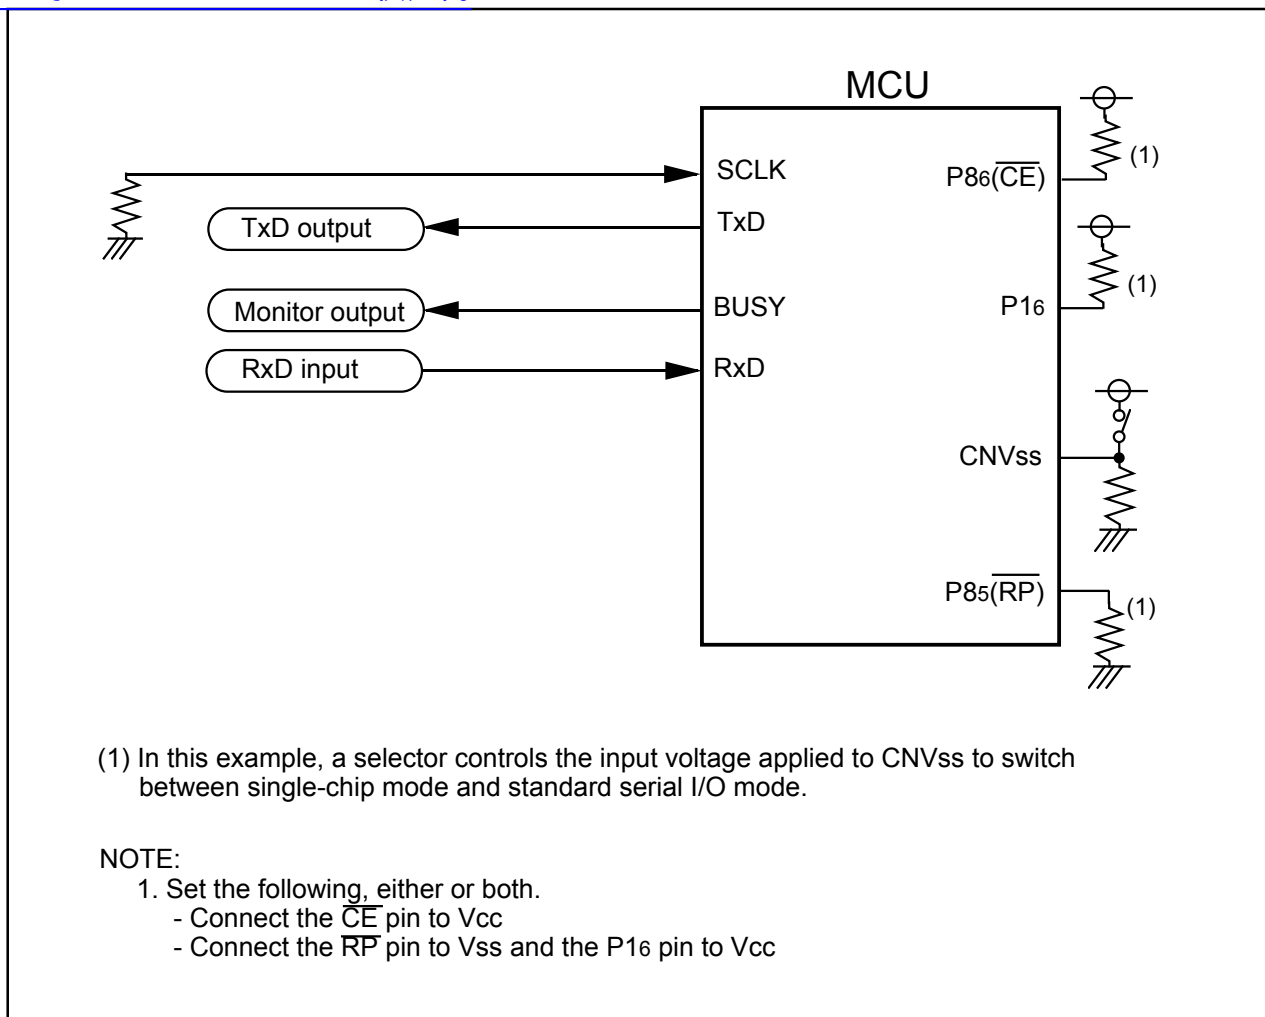 MCU
SCLK
P86(CE)
(1)
TxD output
TxD
Monitor output
BUSY
P16
(1)
RxD input
RxD
CNVss
P85(RP)
(1)
(1) In this example, a selector controls the input voltage applied to CNVss to switch
between single-chip mode and standard serial I/O mode.
NOTE:
1. Set the following, either or both.
- Connect the CE pin to Vcc
- Connect the RP pin to Vss and the P16 pin to Vcc